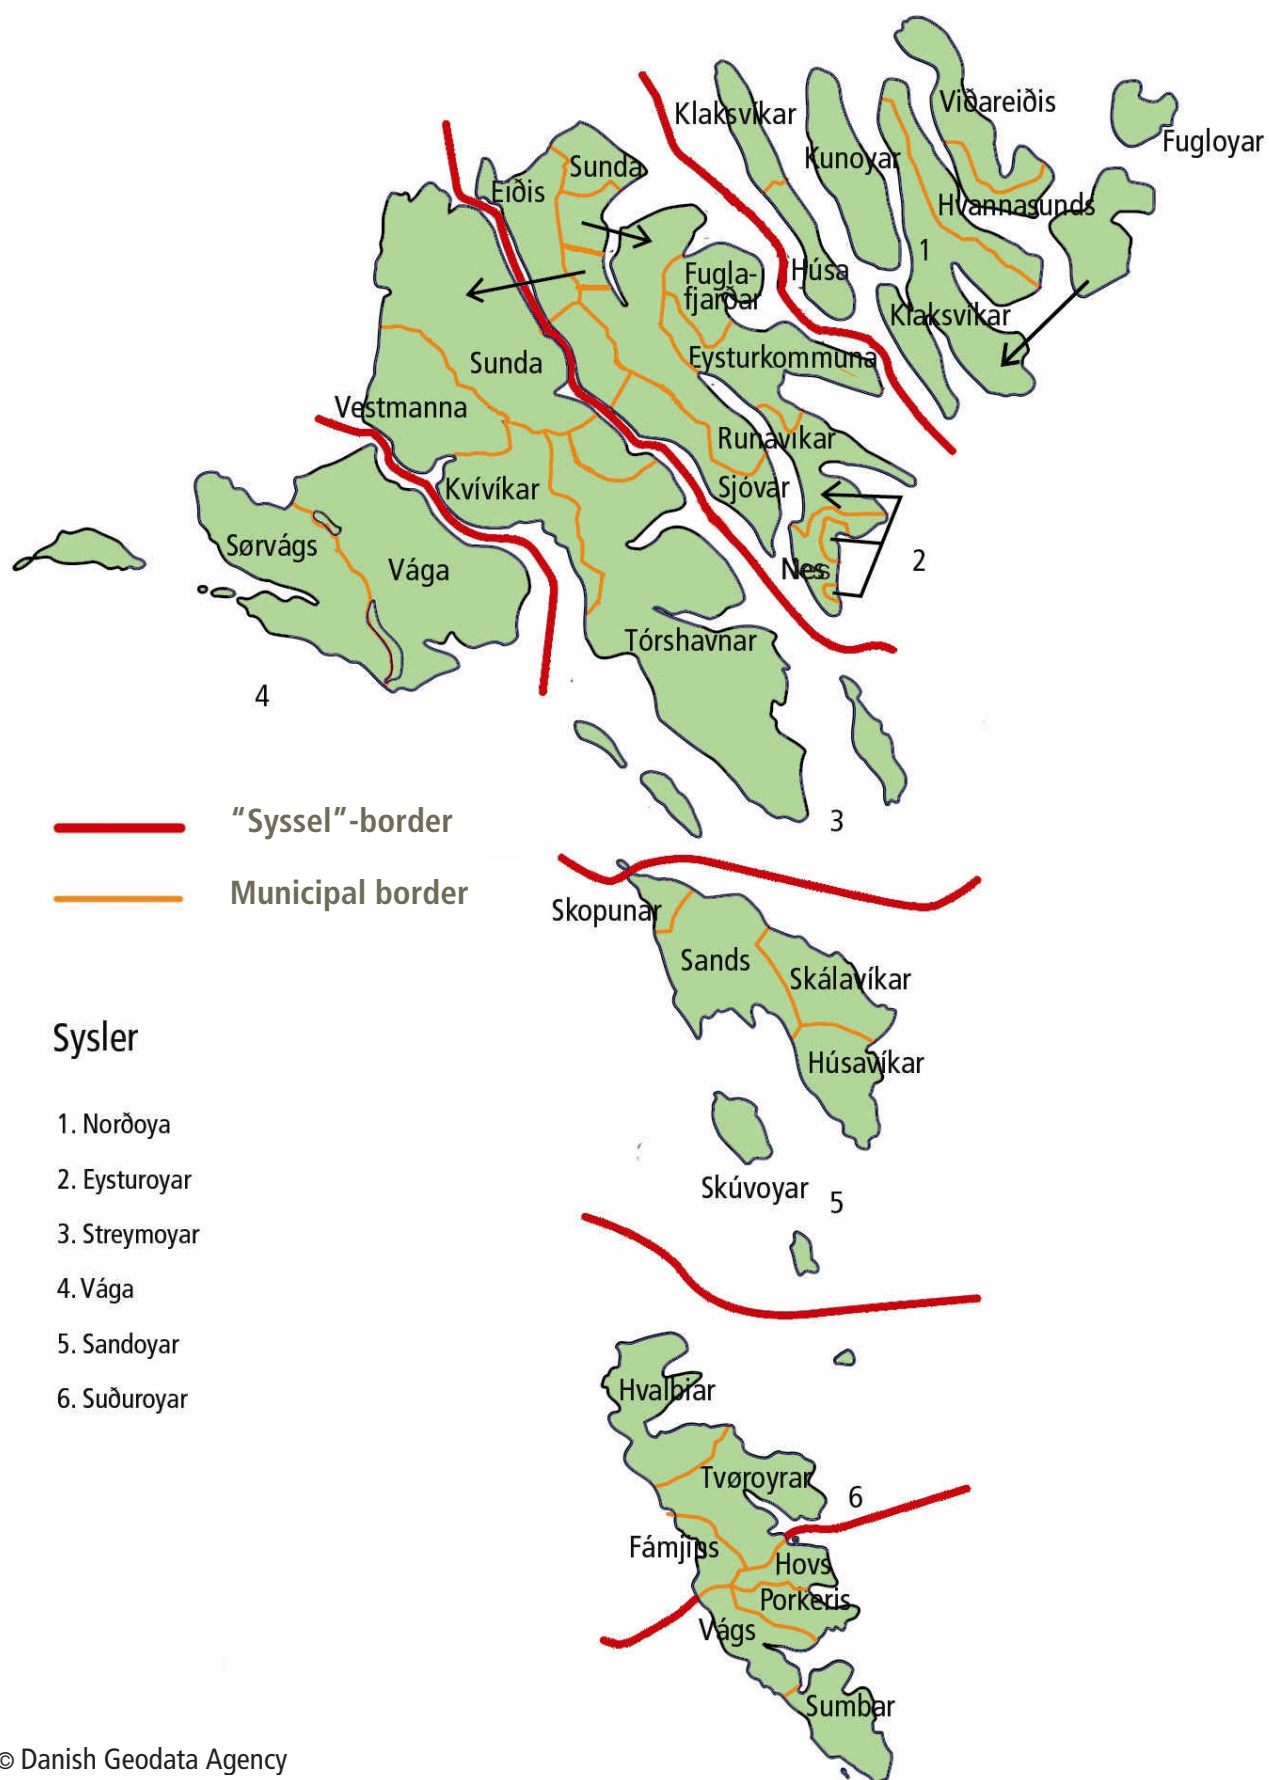 Klaksvíkar
Viðareiðis
Fugloyar
Kunoyar
Sunda
Eiðis
Hvannasunds
1
Húsa
Fugla-
fjarðar
Klaksvíkar
Eysturkommuna
Sunda
Vestmanna
Runavíkar
Sjóvar
Kvívíkar
Sørvágs
Vága
Nes
2
Tórshavnar
4
3
"Syssel"-border
Municipal border
Skopunar
Sands
Skálavíkar
Húsavíkar
Skúvoyar
5
Sysler
1. Norðoya
2. Eysturoyar
3. Streymoyar
4. Vága
5. Sandoyar
6. Suðuroyar
Hvalbiar
Tvøroyrar
6
Fámjins
Hovs
Porkeris
Vágs
Sumbar
© Danish Geodata Agency